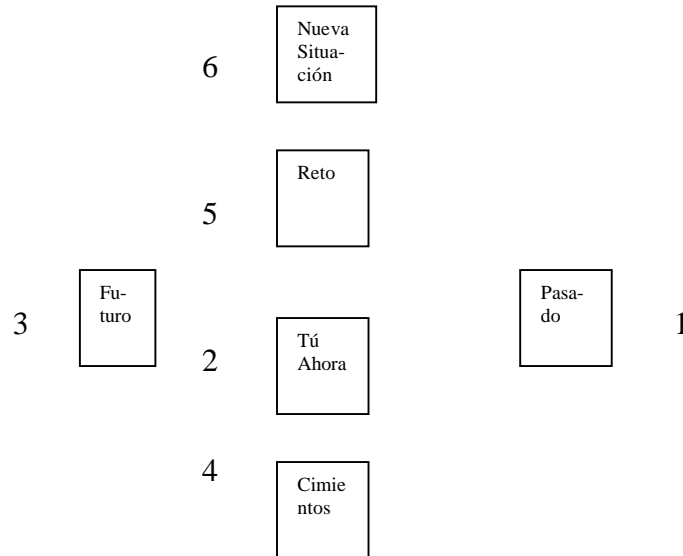 Nueva
Situa-
ción
6
Reto
5
Fu-
turo
3
Pasa-
do
1
Tú
Ahora
2
4
Cimie
ntos